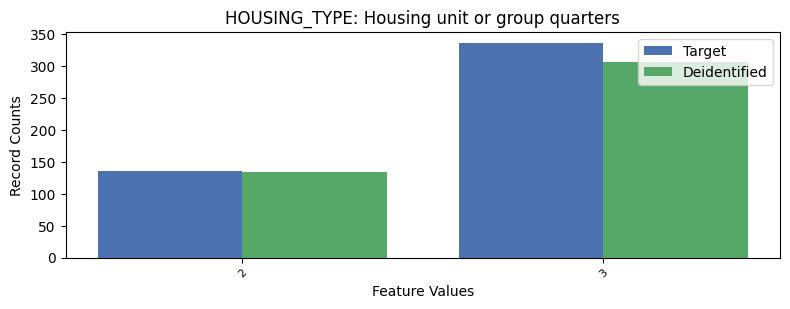 HOUSING_TYPE: Housing unit or group quarters
350
300
250
200
150
100
50
0
Record Counts
Target
Deidentified
2
3
Feature Values